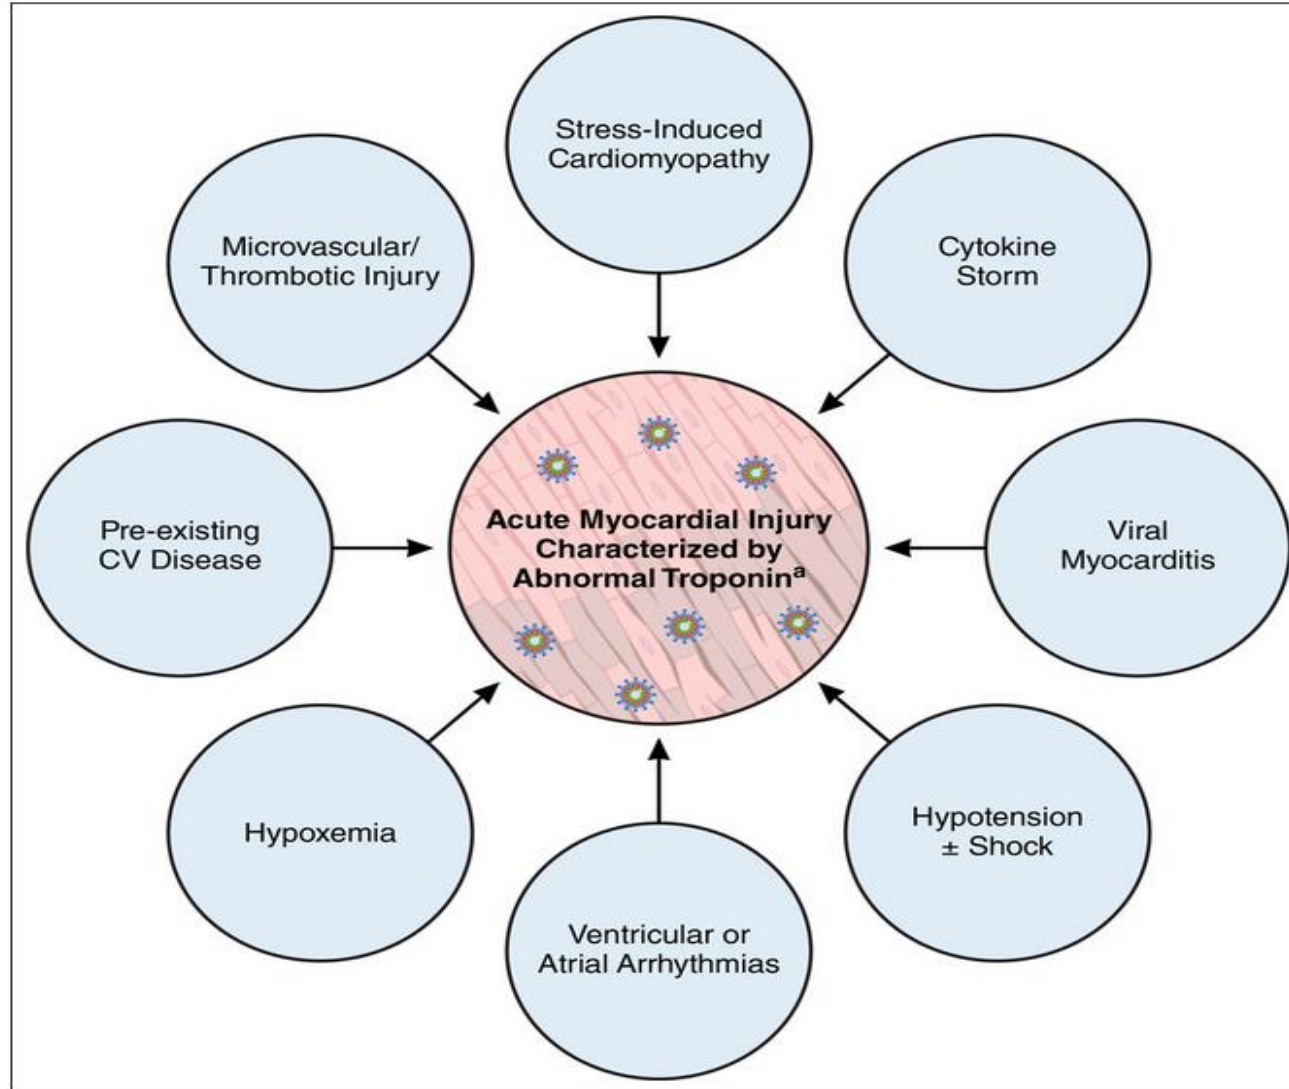 Stress-Induced
Cardiomyopathy
Microvascular/
Thrombotic Injury
Cytokine
Storm
Acute Myocardial Injury
Characterized by
Abnormal Troponinᵃ
Pre-existing
CV Disease
Viral
Myocarditis
Hypoxemia
Hypotension
± Shock
Ventricular or
Atrial Arrhythmias